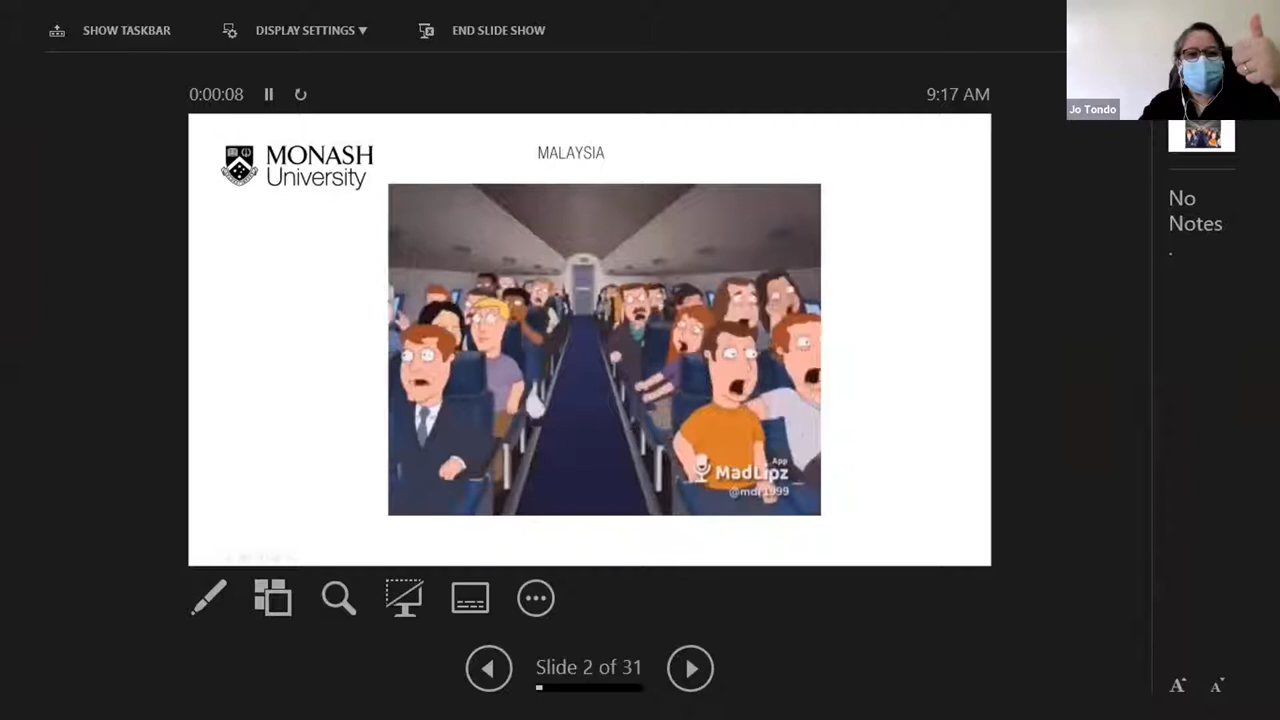 SHOW TASKBAR
DISPLAY SETTINGS ▼
END SLIDE SHOW
Jo Tondo
0:00:08
9:17 AM
MONASH
University
MALAYSIA
No
Notes
.
App
MadLipz
Slide 2 of 31
A
A